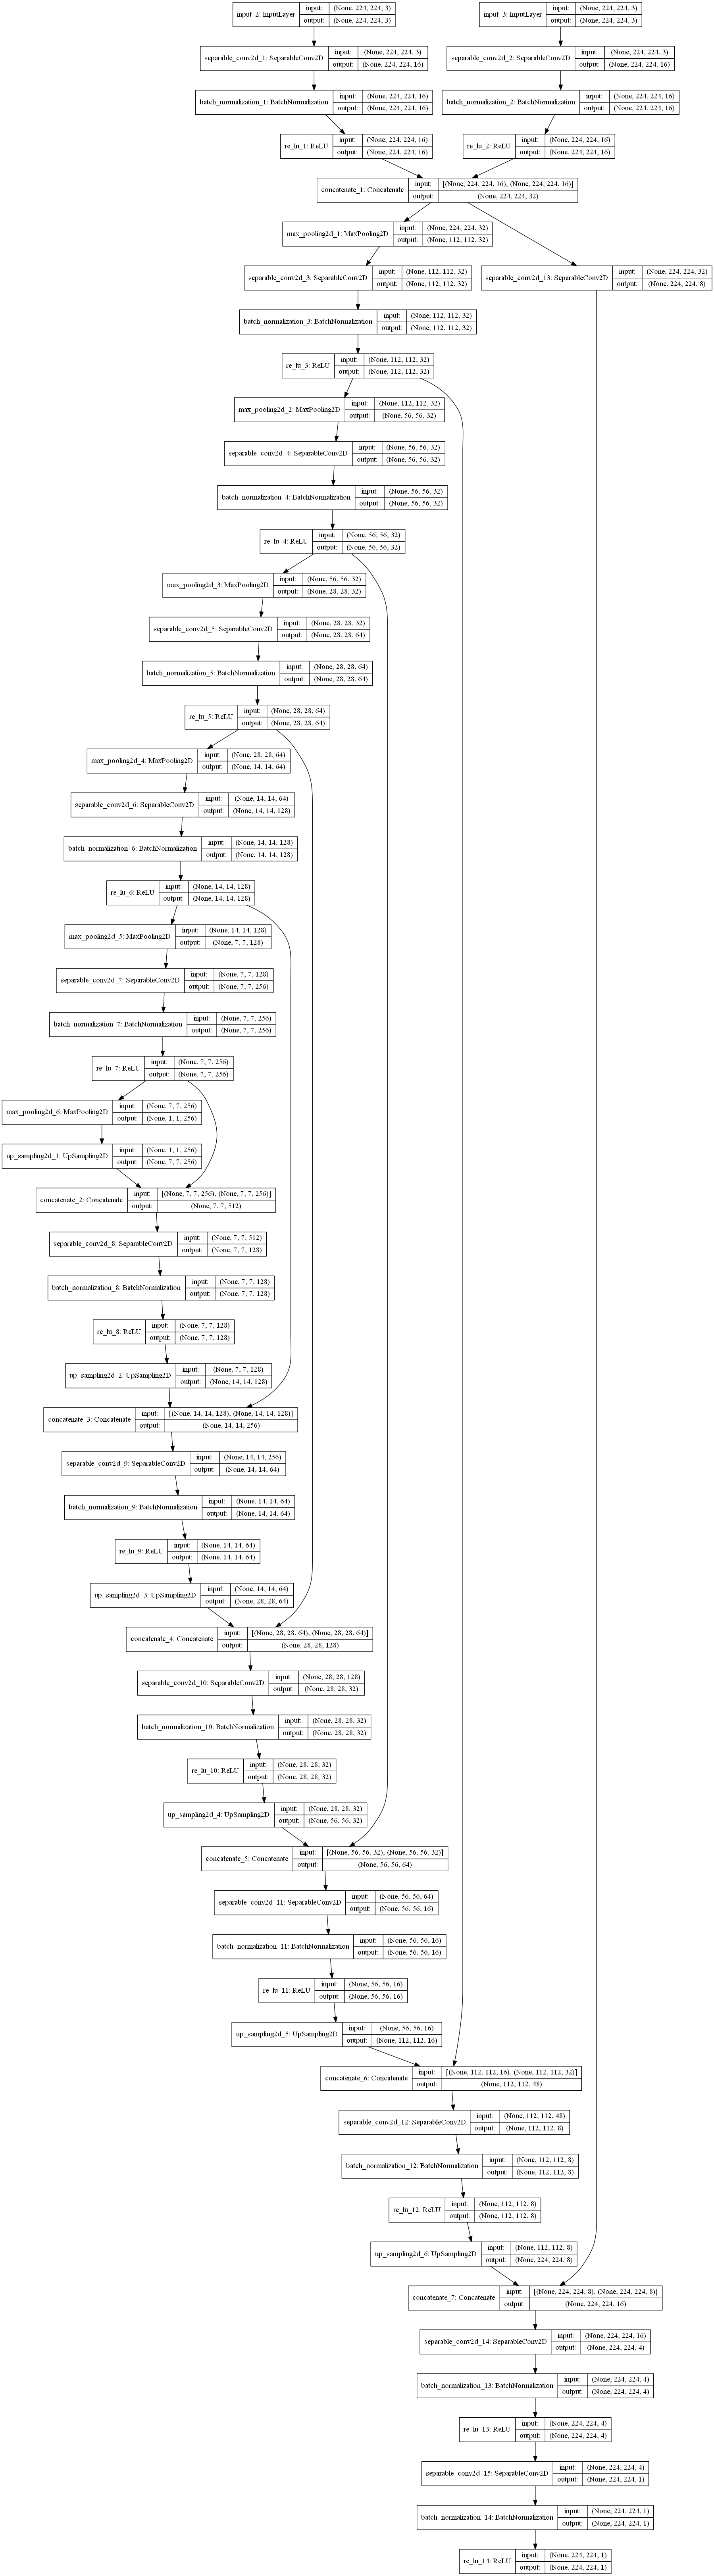 input_2: InputLayer input: (None, 224, 224, 3) output: (None, 224, 224, 3)
input_3: InputLayer input: (None, 224, 224, 3) output: (None, 224, 224, 3)
separable_conv2d_1: SeparableConv2D input: (None, 224, 224, 3) output: (None, 224, 224, 16)
separable_conv2d_2: SeparableConv2D input: (None, 224, 224, 3) output: (None, 224, 224, 16)
batch_normalization_1: BatchNormalization input: (None, 224, 224, 16) output: (None, 224, 224, 16)
batch_normalization_2: BatchNormalization input: (None, 224, 224, 16) output: (None, 224, 224, 16)
re_lu_1: ReLU input: (None, 224, 224, 16) output: (None, 224, 224, 16)
re_lu_2: ReLU input: (None, 224, 224, 16) output: (None, 224, 224, 16)
concatenate_1: Concatenate input: [(None, 224, 224, 16), (None, 224, 224, 16)] output: (None, 224, 224, 32)
max_pooling2d_1: MaxPooling2D input: (None, 224, 224, 32) output: (None, 112, 112, 32)
separable_conv2d_3: SeparableConv2D input: (None, 112, 112, 32) output: (None, 112, 112, 32)
separable_conv2d_13: SeparableConv2D input: (None, 224, 224, 32) output: (None, 224, 224, 8)
batch_normalization_3: BatchNormalization input: (None, 112, 112, 32) output: (None, 112, 112, 32)
re_lu_3: ReLU input: (None, 112, 112, 32) output: (None, 112, 112, 32)
max_pooling2d_2: MaxPooling2D input: (None, 112, 112, 32) output: (None, 56, 56, 32)
separable_conv2d_4: SeparableConv2D input: (None, 56, 56, 32) output: (None, 56, 56, 32)
batch_normalization_4: BatchNormalization input: (None, 56, 56, 32) output: (None, 56, 56, 32)
re_lu_4: ReLU input: (None, 56, 56, 32) output: (None, 56, 56, 32)
max_pooling2d_3: MaxPooling2D input: (None, 56, 56, 32) output: (None, 28, 28, 32)
separable_conv2d_5: SeparableConv2D input: (None, 28, 28, 32) output: (None, 28, 28, 64)
batch_normalization_5: BatchNormalization input: (None, 28, 28, 64) output: (None, 28, 28, 64)
re_lu_5: ReLU input: (None, 28, 28, 64) output: (None, 28, 28, 64)
max_pooling2d_4: MaxPooling2D input: (None, 28, 28, 64) output: (None, 14, 14, 64)
separable_conv2d_6: SeparableConv2D input: (None, 14, 14, 64) output: (None, 14, 14, 128)
batch_normalization_6: BatchNormalization input: (None, 14, 14, 128) output: (None, 14, 14, 128)
re_lu_6: ReLU input: (None, 14, 14, 128) output: (None, 14, 14, 128)
max_pooling2d_5: MaxPooling2D input: (None, 14, 14, 128) output: (None, 7, 7, 128)
separable_conv2d_7: SeparableConv2D input: (None, 7, 7, 128) output: (None, 7, 7, 256)
batch_normalization_7: BatchNormalization input: (None, 7, 7, 256) output: (None, 7, 7, 256)
re_lu_7: ReLU input: (None, 7, 7, 256) output: (None, 7, 7, 256)
max_pooling2d_6: MaxPooling2D input: (None, 7, 7, 256) output: (None, 1, 1, 256)
up_sampling2d_1: UpSampling2D input: (None, 1, 1, 256) output: (None, 7, 7, 256)
concatenate_2: Concatenate input: [(None, 7, 7, 256), (None, 7, 7, 256)] output: (None, 7, 7, 512)
separable_conv2d_8: SeparableConv2D input: (None, 7, 7, 512) output: (None, 7, 7, 128)
batch_normalization_8: BatchNormalization input: (None, 7, 7, 128) output: (None, 7, 7, 128)
re_lu_8: ReLU input: (None, 7, 7, 128) output: (None, 7, 7, 128)
up_sampling2d_2: UpSampling2D input: (None, 7, 7, 128) output: (None, 14, 14, 128)
concatenate_3: Concatenate input: [(None, 14, 14, 128), (None, 14, 14, 128)] output: (None, 14, 14, 256)
separable_conv2d_9: SeparableConv2D input: (None, 14, 14, 256) output: (None, 14, 14, 64)
batch_normalization_9: BatchNormalization input: (None, 14, 14, 64) output: (None, 14, 14, 64)
re_lu_9: ReLU input: (None, 14, 14, 64) output: (None, 14, 14, 64)
up_sampling2d_3: UpSampling2D input: (None, 14, 14, 64) output: (None, 28, 28, 64)
concatenate_4: Concatenate input: [(None, 28, 28, 64), (None, 28, 28, 64)] output: (None, 28, 28, 128)
separable_conv2d_10: SeparableConv2D input: (None, 28, 28, 128) output: (None, 28, 28, 32)
batch_normalization_10: BatchNormalization input: (None, 28, 28, 32) output: (None, 28, 28, 32)
re_lu_10: ReLU input: (None, 28, 28, 32) output: (None, 28, 28, 32)
up_sampling2d_4: UpSampling2D input: (None, 28, 28, 32) output: (None, 56, 56, 32)
concatenate_5: Concatenate input: [(None, 56, 56, 32), (None, 56, 56, 32)] output: (None, 56, 56, 64)
separable_conv2d_11: SeparableConv2D input: (None, 56, 56, 64) output: (None, 56, 56, 16)
batch_normalization_11: BatchNormalization input: (None, 56, 56, 16) output: (None, 56, 56, 16)
re_lu_11: ReLU input: (None, 56, 56, 16) output: (None, 56, 56, 16)
up_sampling2d_5: UpSampling2D input: (None, 56, 56, 16) output: (None, 112, 112, 16)
concatenate_6: Concatenate input: [(None, 112, 112, 16), (None, 112, 112, 32)] output: (None, 112, 112, 48)
separable_conv2d_12: SeparableConv2D input: (None, 112, 112, 48) output: (None, 112, 112, 8)
batch_normalization_12: BatchNormalization input: (None, 112, 112, 8) output: (None, 112, 112, 8)
re_lu_12: ReLU input: (None, 112, 112, 8) output: (None, 112, 112, 8)
up_sampling2d_6: UpSampling2D input: (None, 112, 112, 8) output: (None, 224, 224, 8)
concatenate_7: Concatenate input: [(None, 224, 224, 8), (None, 224, 224, 8)] output: (None, 224, 224, 16)
separable_conv2d_14: SeparableConv2D input: (None, 224, 224, 16) output: (None, 224, 224, 4)
batch_normalization_13: BatchNormalization input: (None, 224, 224, 4) output: (None, 224, 224, 4)
re_lu_13: ReLU input: (None, 224, 224, 4) output: (None, 224, 224, 4)
separable_conv2d_15: SeparableConv2D input: (None, 224, 224, 4) output: (None, 224, 224, 1)
batch_normalization_14: BatchNormalization input: (None, 224, 224, 1) output: (None, 224, 224, 1)
re_lu_14: ReLU input: (None, 224, 224, 1) output: (None, 224, 224, 1)